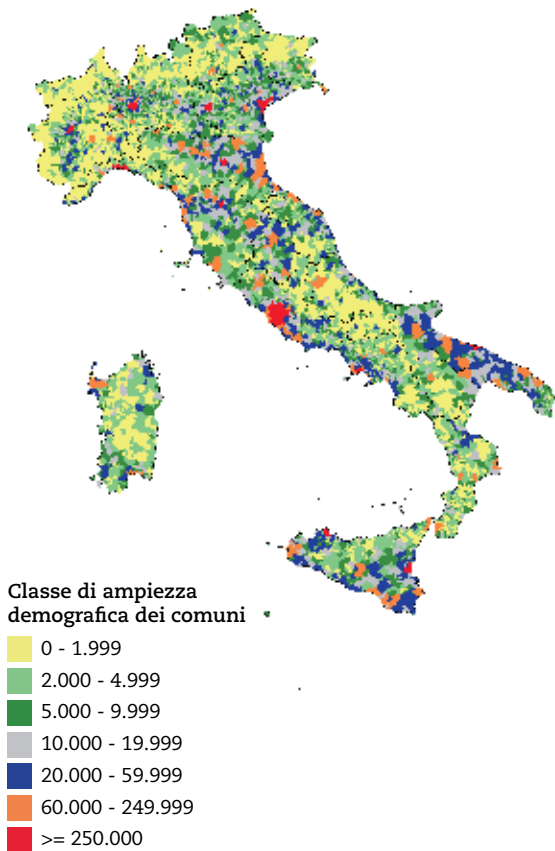 Classe di ampiezza
demografica dei comuni
0 - 1.999
2.000 - 4.999
5.000 - 9.999
10.000 - 19.999
20.000 - 59.999
60.000 - 249.999
>= 250.000